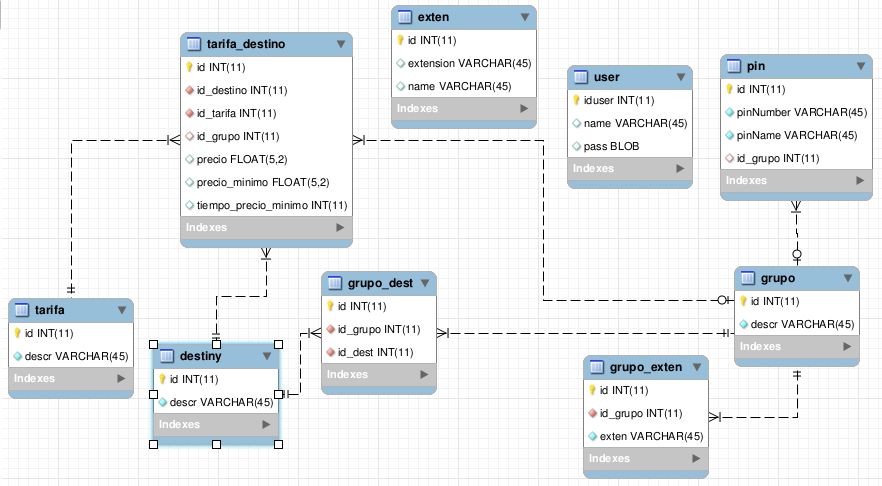 tarifa_destino
id INT(11)
id_destino INT(11)
id_tarifa INT(11)
id_grupo INT(11)
precio FLOAT(5,2)
precio_minimo FLOAT(5,2)
tiempo_precio_minimo INT(11)
Indexes
exten
id INT(11)
extension VARCHAR(45)
name VARCHAR(45)
Indexes
user
iduser INT(11)
name VARCHAR(45)
pass BLOB
Indexes
pin
id INT(11)
pinNumber VARCHAR(45)
pinName VARCHAR(45)
id_grupo INT(11)
Indexes
tarifa
id INT(11)
descr VARCHAR(45)
Indexes
destiny
id INT(11)
descr VARCHAR(45)
Indexes
grupo_dest
id INT(11)
id_grupo INT(11)
id_dest INT(11)
Indexes
grupo
id INT(11)
descr VARCHAR(45)
Indexes
grupo_exten
id INT(11)
id_grupo INT(11)
exten VARCHAR(45)
Indexes